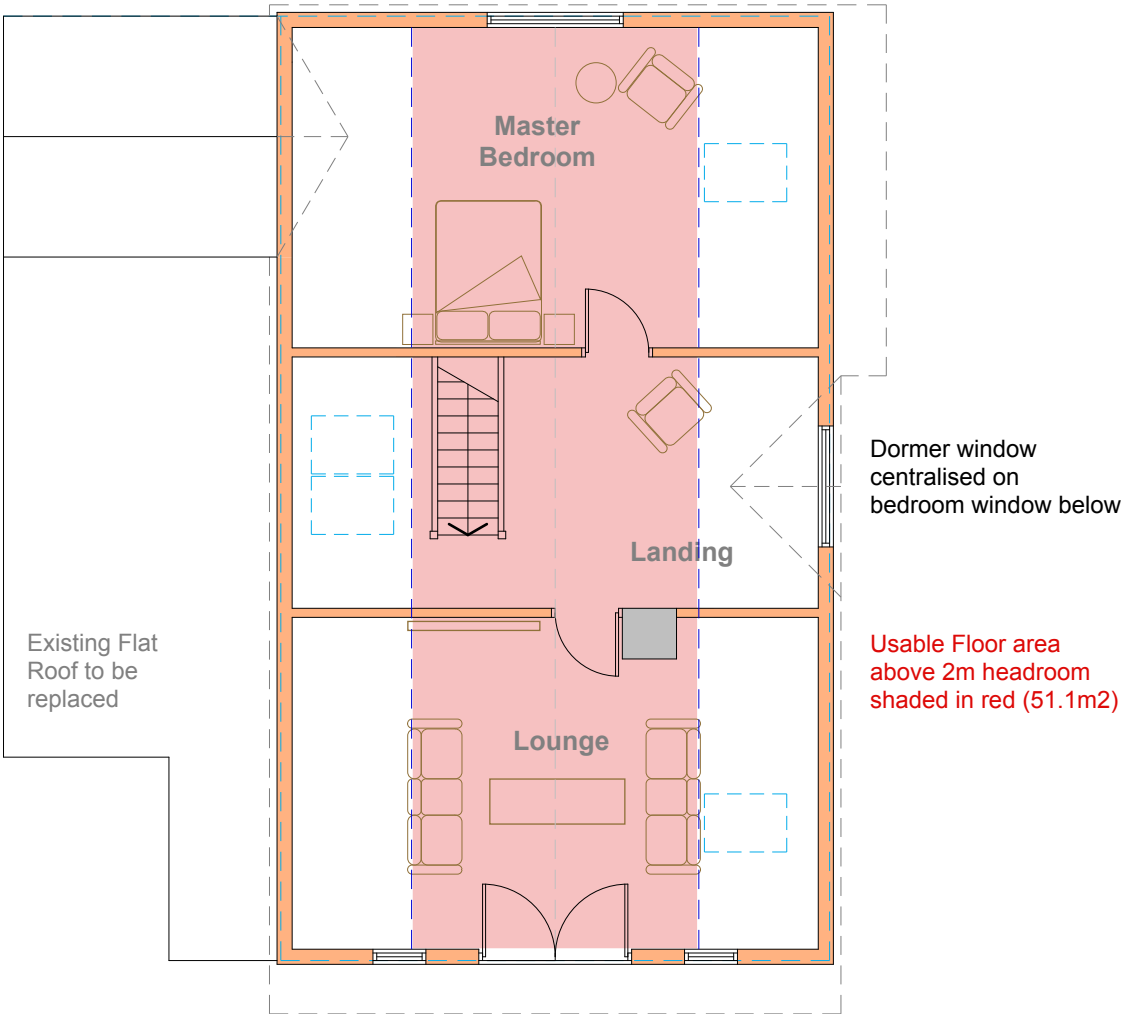 Master
Bedroom
Dormer window
centralised on
bedroom window below
Landing
Existing Flat
Roof to be
replaced
Usable Floor area
above 2m headroom
shaded in red (51.1m2)
Lounge